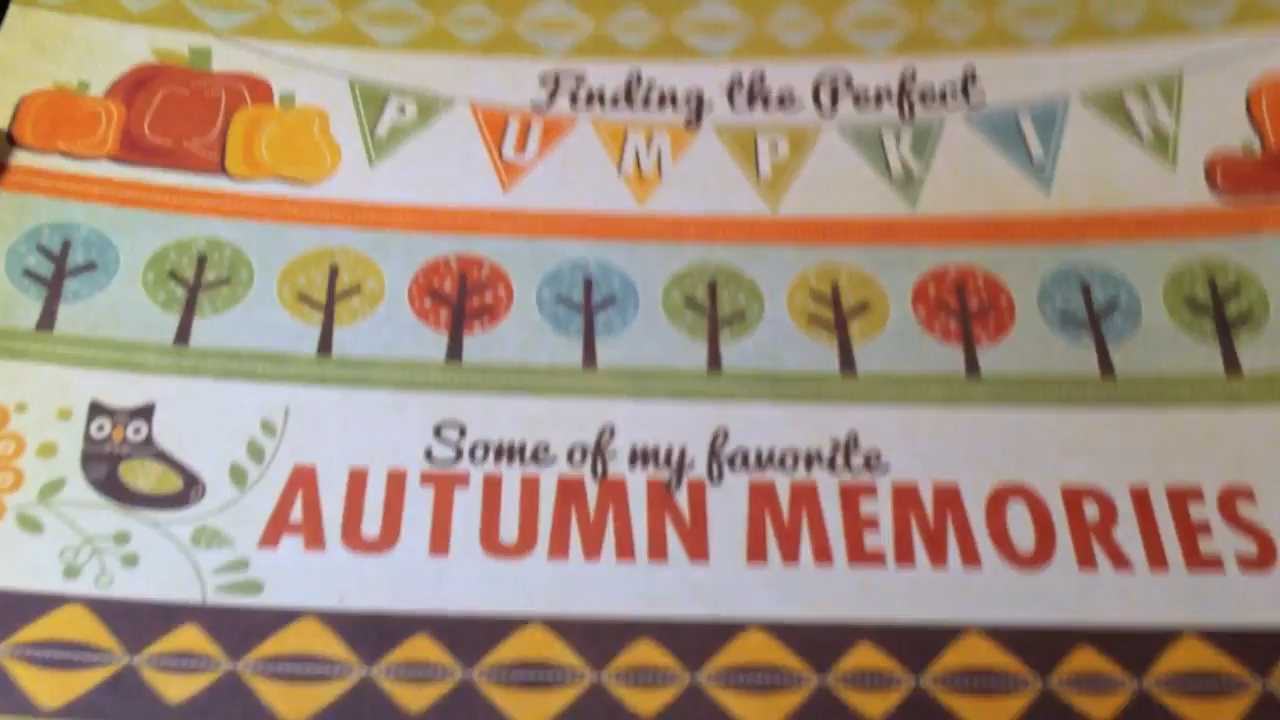 Finding the Perfect
PUMPKIN
Some of my favorite
AUTUMN MEMORIES